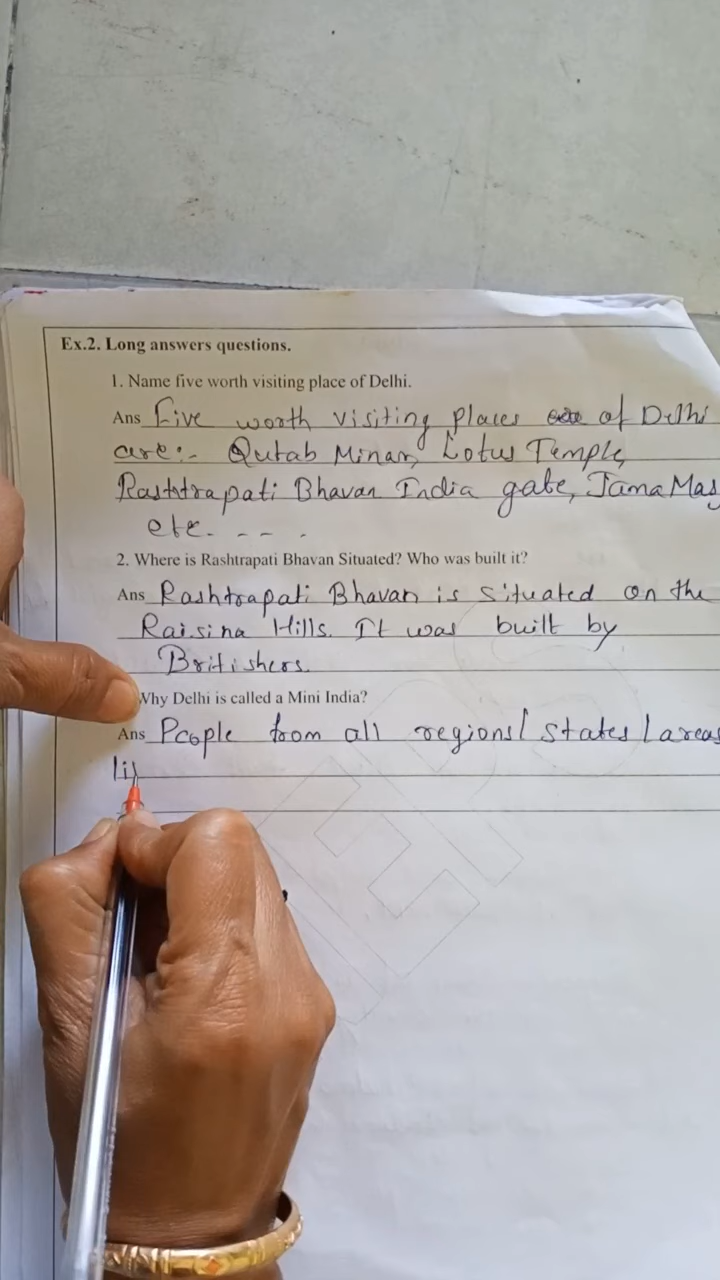 Ex.2. Long answers questions.
1. Name five worth visiting place of Delhi.
Ans Five worth visiting places of Delhi
are:- Qutab Minar, Lotus Temple,
Rashtrapati Bhavan India gate, Jama Mas
etc. - - .
2. Where is Rashtrapati Bhavan Situated? Who was built it?
Ans Rashtrapati Bhavan is situated on the
Raisina Hills. It was built by
Britishers.
Why Delhi is called a Mini India?
Ans People from all regions/ states / areas
li